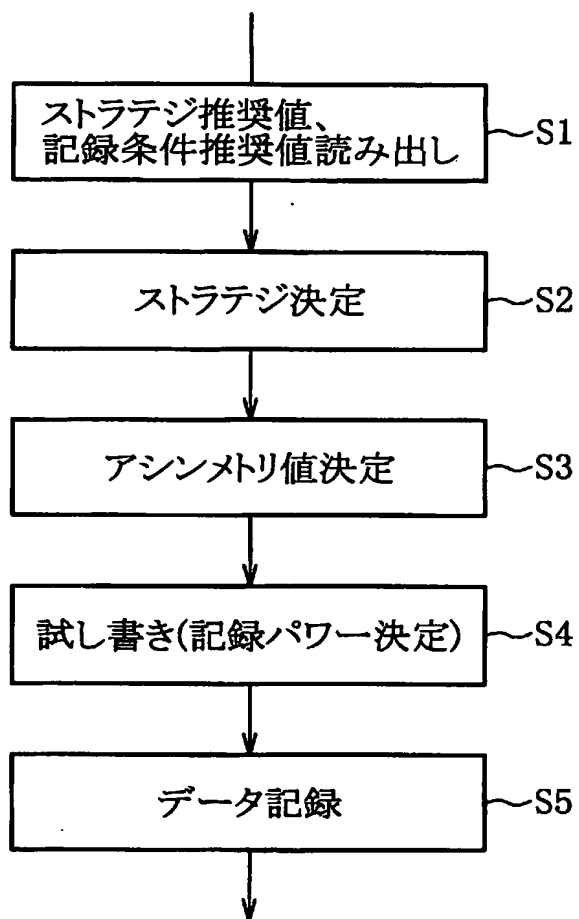 ストラテジ推奨値、
記録条件推奨値読み出し
S1
ストラテジ決定
S2
アシンメトリ値決定
S3
試し書き(記録パワー決定)
S4
データ記録
S5